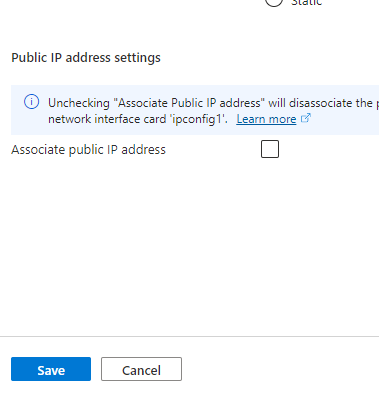 Static
Public IP address settings
Unchecking "Associate Public IP address" will disassociate the
network interface card 'ipconfig1'. Learn more
Associate public IP address
Save
Cancel